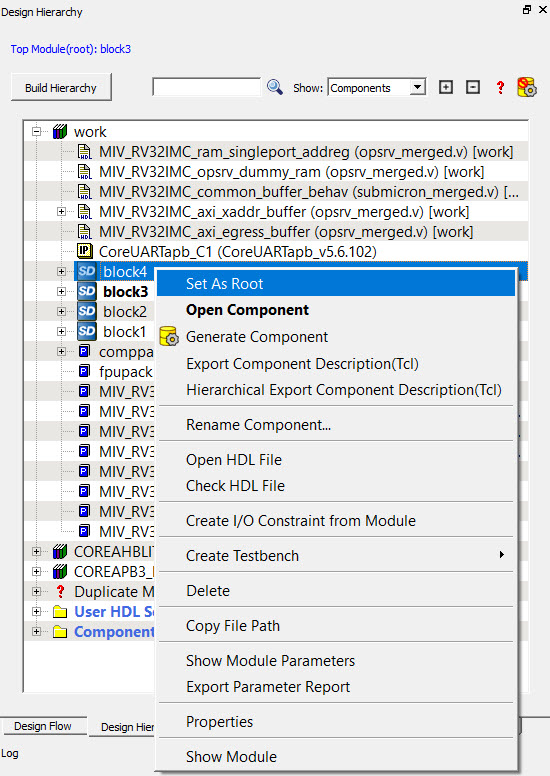 Design Hierarchy
Top Module(root): block3
Build Hierarchy
Show: Components
work
MIV_RV32IMC_ram_singleport_addreg (opsrv_merged.v) [work]
MIV_RV32IMC_opsrv_dummy_ram (opsrv_merged.v) [work]
MIV_RV32IMC_common_buffer_behav (submicron_merged.v) [...
MIV_RV32IMC_axi_xaddr_buffer (opsrv_merged.v) [work]
MIV_RV32IMC_axi_egress_buffer (opsrv_merged.v) [work]
CoreUARTapb_C1 (CoreUARTapb_v5.6.102)
block4
block3
block2
block1
comppa
fpupack
MIV_RV3
MIV_RV3
MIV_RV3
MIV_RV3
MIV_RV3
MIV_RV3
MIV_RV3
MIV_RV3
COREAHBLI
COREAPB3_
Duplicate M
User HDL S
Component
Set As Root
Open Component
Generate Component
Export Component Description(Tcl)
Hierarchical Export Component Description(Tcl)
Rename Component...
Open HDL File
Check HDL File
Create I/O Constraint from Module
Create Testbench
Delete
Copy File Path
Show Module Parameters
Export Parameter Report
Properties
Show Module
Design Flow
Design Hier
Log